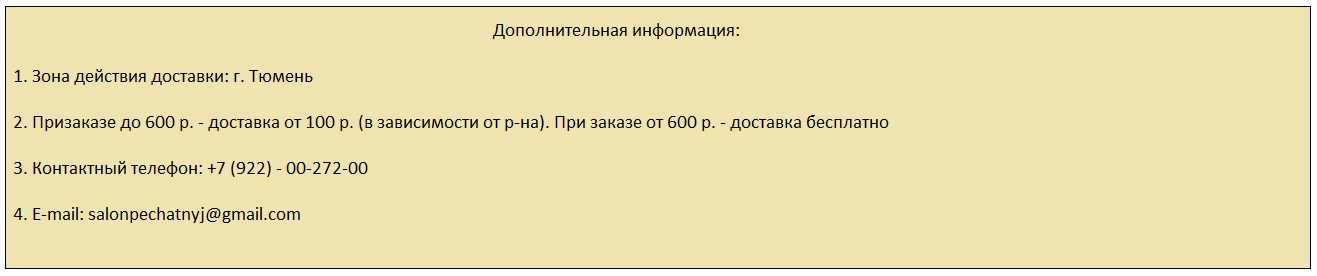 Дополнительная информация:
1. Зона действия доставки: г. Тюмень
2. Призаказе до 600 р. - доставка от 100 р. (в зависимости от р-на). При заказе от 600 р. - доставка бесплатно
3. Контактный телефон: +7 (922) - 00-272-00
4. E-mail: salonpechatnyj@gmail.com